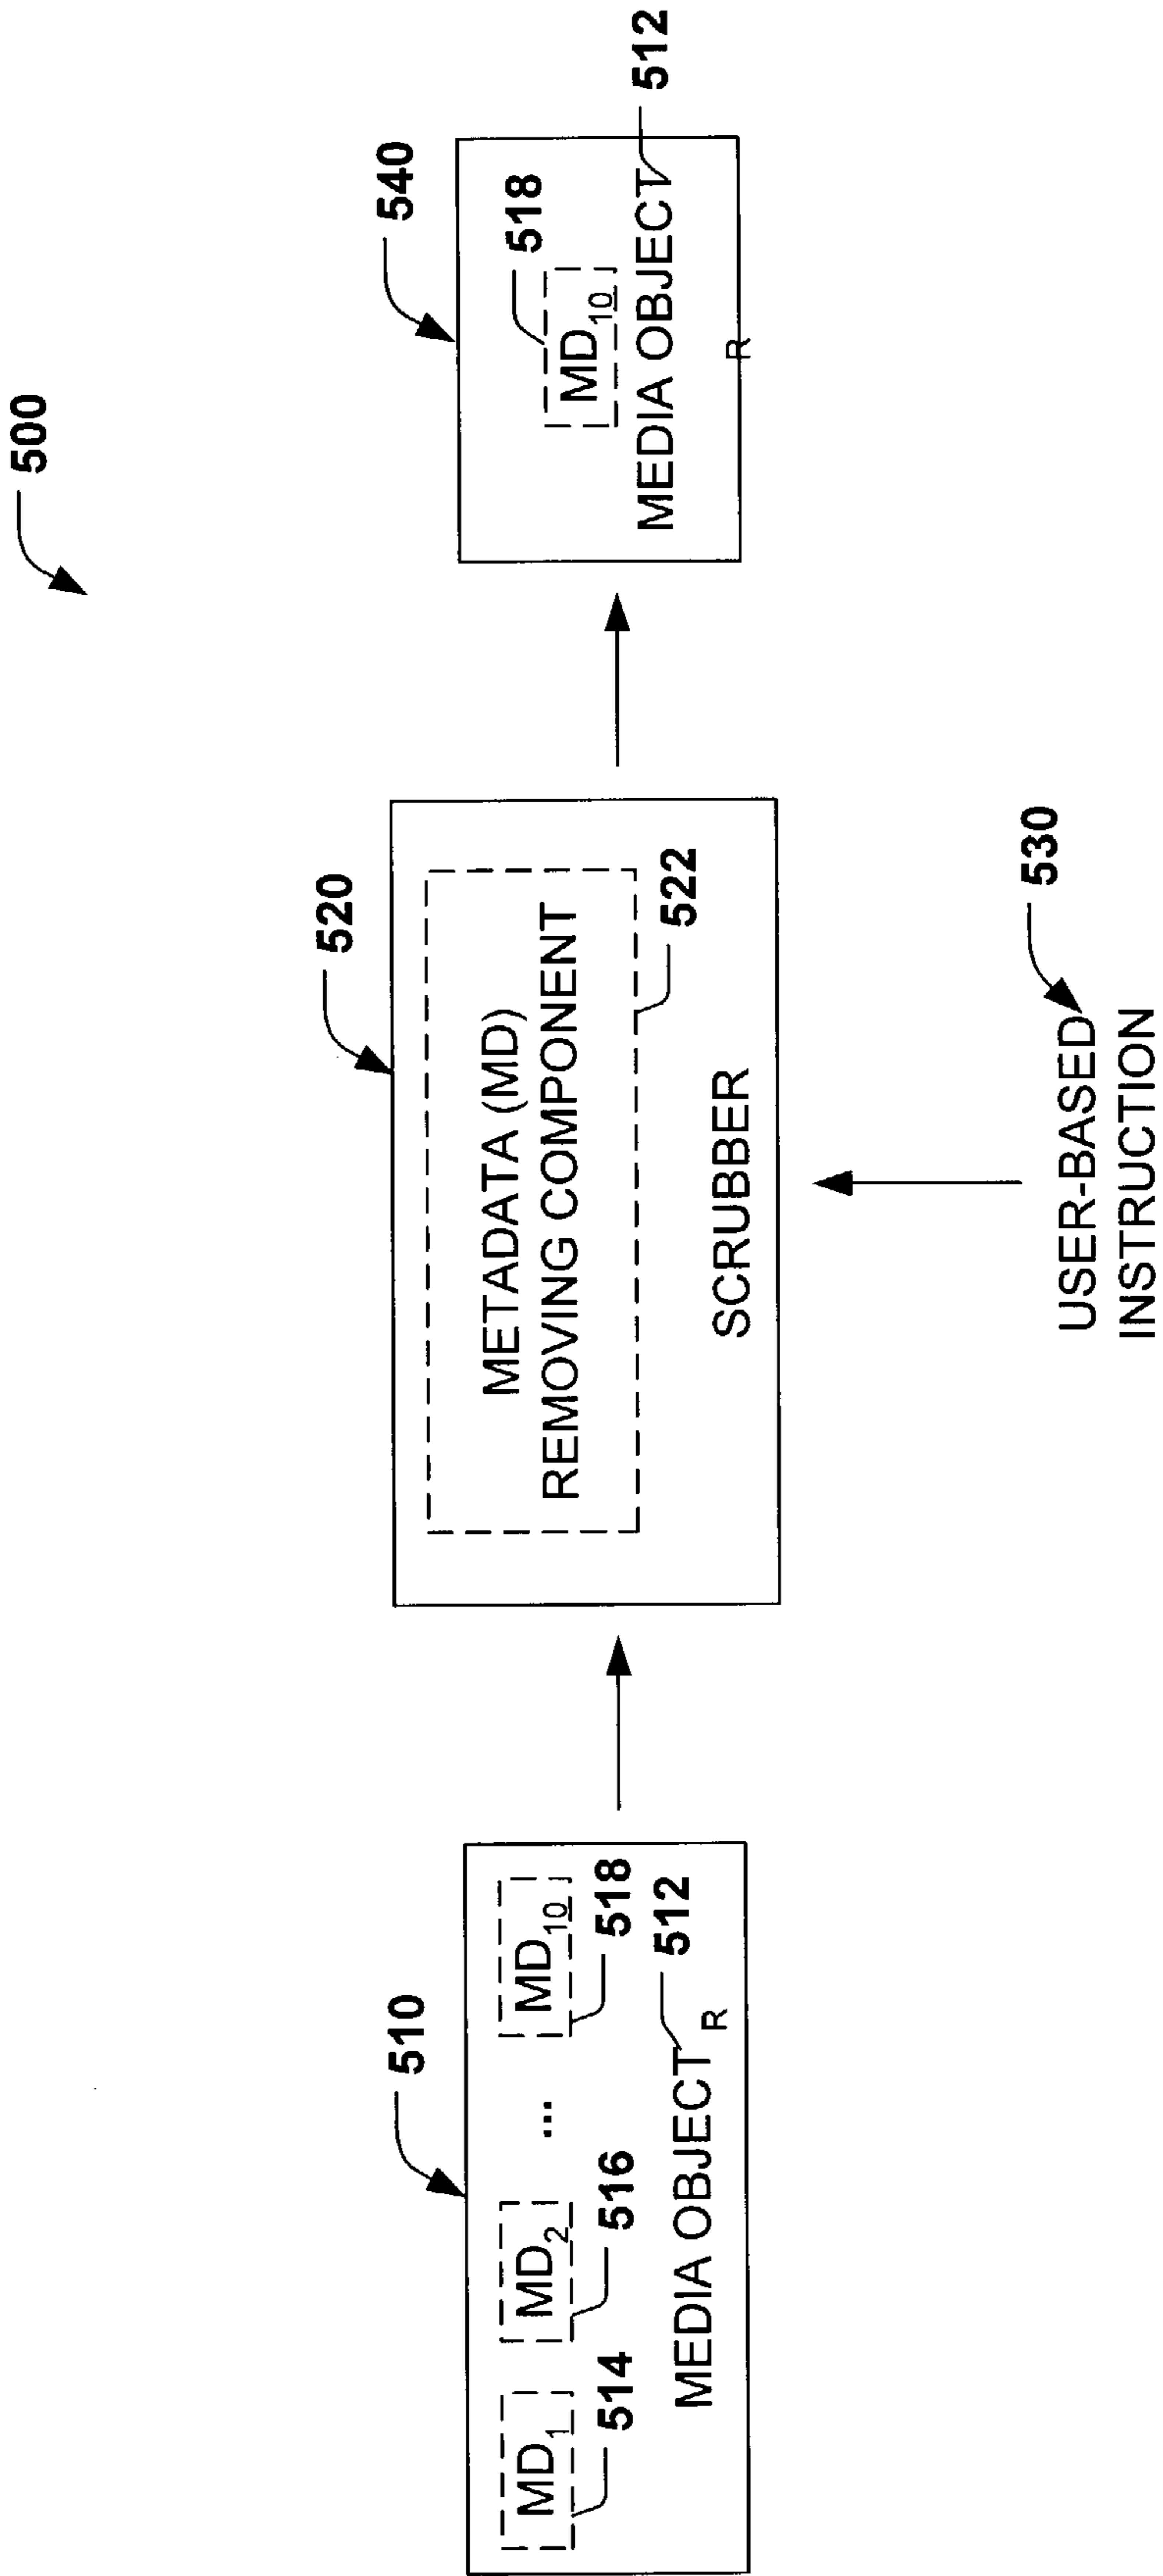 500
510
MD1
MD2
...
MD10
514
516
518
MEDIA OBJECT R
512
520
METADATA (MD)
REMOVING COMPONENT
522
SCRUBBER
USER-BASED
INSTRUCTION
530
540
518
MD10
MEDIA OBJECT
R
512